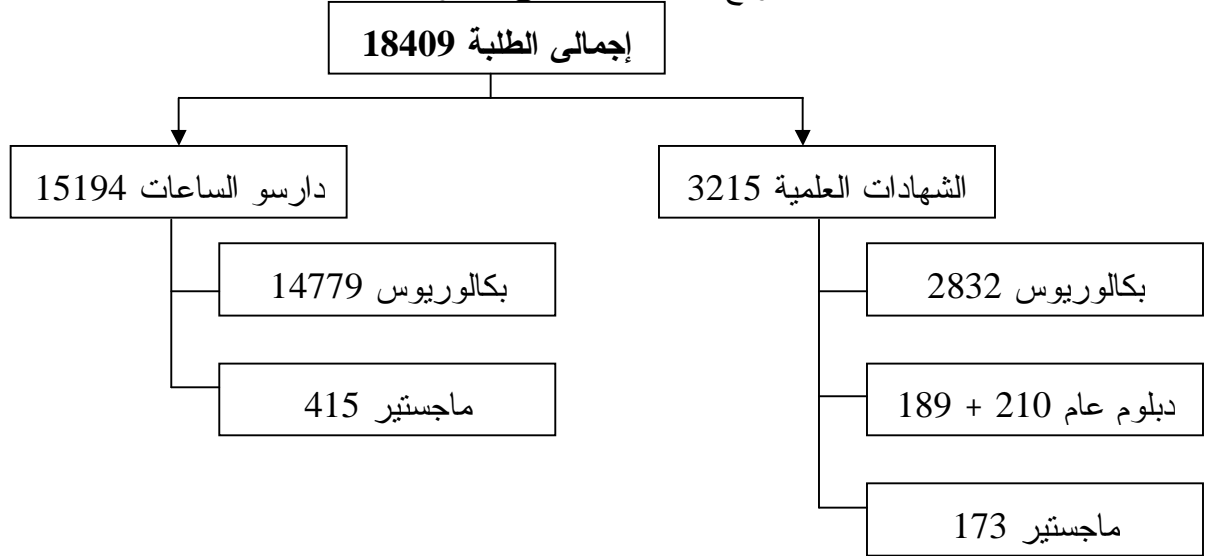 إجمالى الطلبة 18409
الشهادات العلمية 3215
دارسو الساعات 15194
بكالوريوس 2832
بكالوريوس 14779
دبلوم عام 210 + 189
ماجستير 415
ماجستير 173